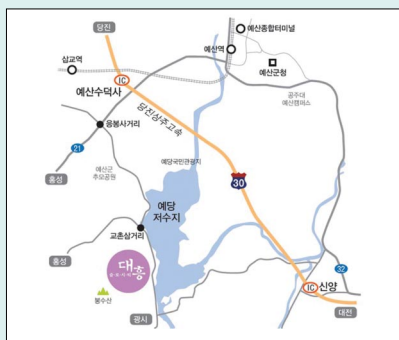 당진
예산종합터미널
삽교역
예산역
IC
예산군청
예산수덕사
공주대
예산캠퍼스
당진상주고속
응봉사거리
21
홍성
예당국민관광지
예산군
추모공원
30
예당
저수지
교촌삼거리
홍성
대흥
32
봉수산
IC
신양
광시
대전